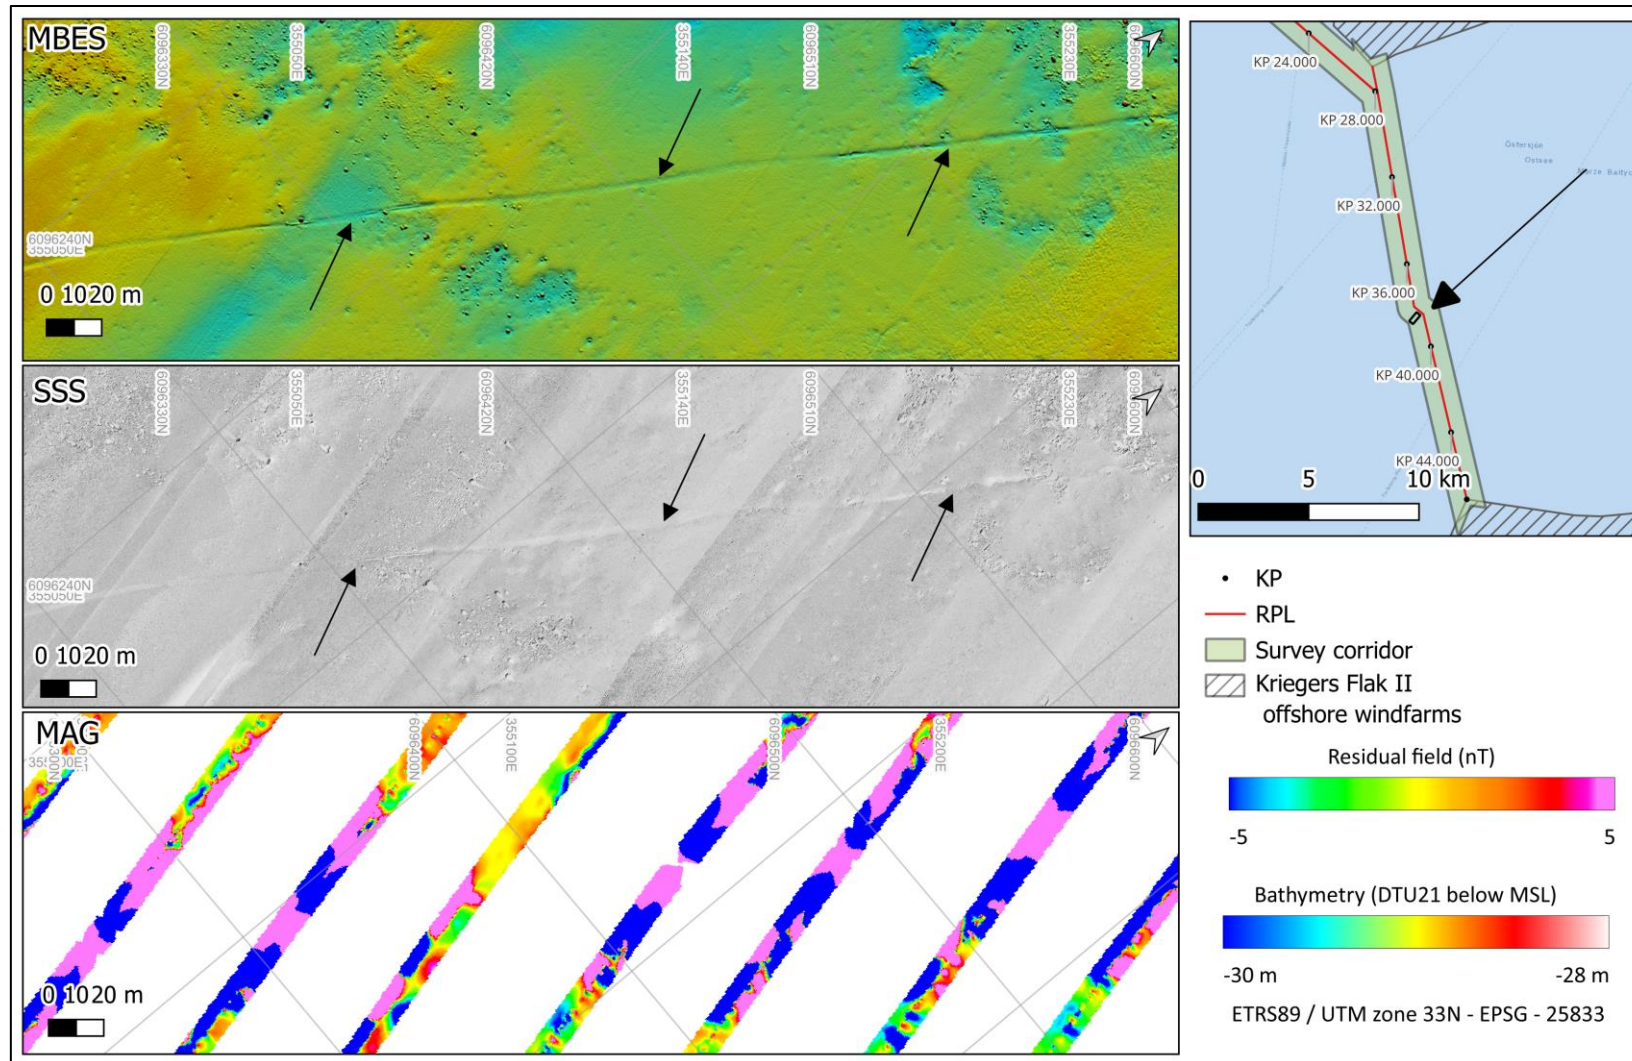 MBES
6096330N
355050E
6096420N
355140E
6096510N
355230E
6096600N
6096240N
355050E
0 1020 m
SSS
6096330N
355050E
6096420N
355140E
6096510N
355230E
6096600N
6096240N
355050E
0 1020 m
MAG
6096400N
355100E
6096500N
355200E
6096600N
0 1020 m
KP 24.000
KP 28.000
KP 32.000
KP 36.000
KP 40.000
KP 44.000
Östersjön
Ostsee
0 5 10 km
KP
RPL
Survey corridor
Kriegers Flak II
offshore windfarms
Residual field (nT)
-5 5
Bathymetry (DTU21 below MSL)
-30 m -28 m
ETRS89 / UTM zone 33N - EPSG - 25833